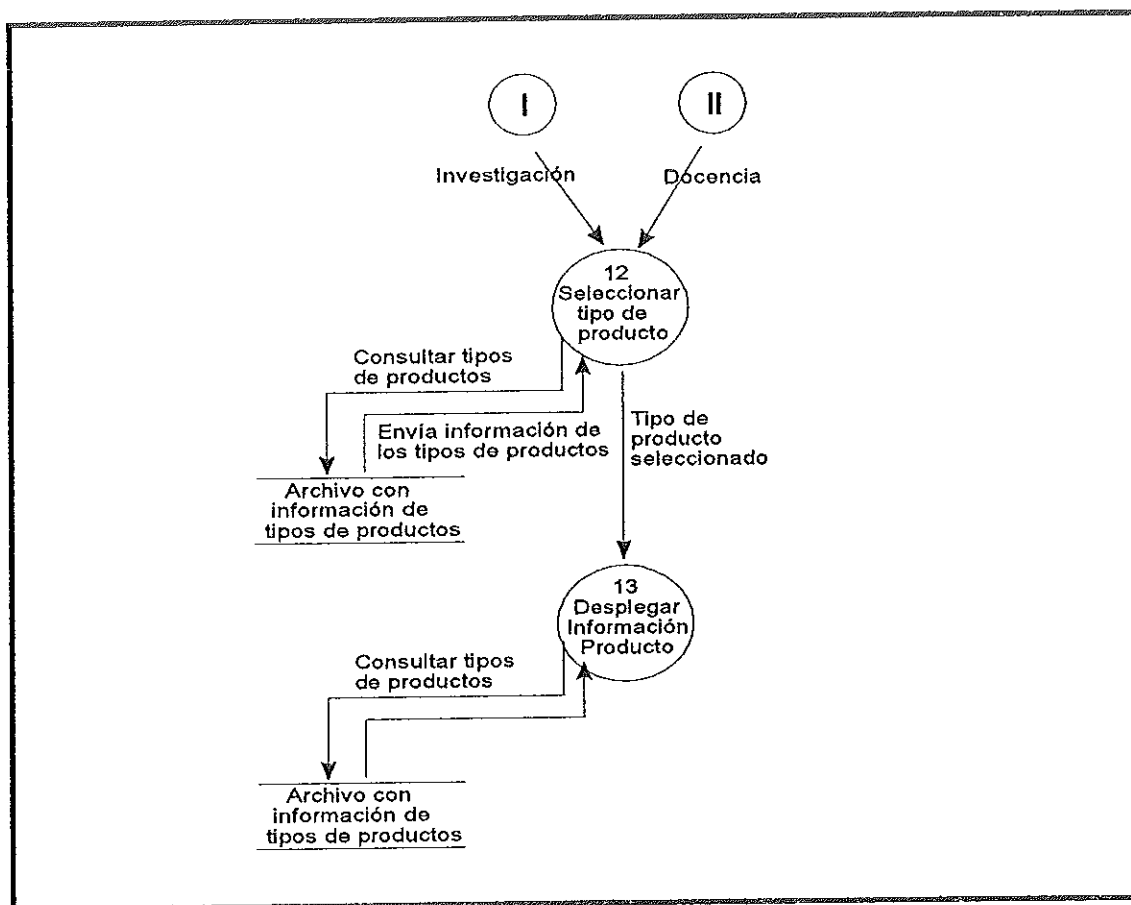 I
II
Investigación
Docencia
12
Seleccionar
tipo de
producto
Consultar tipos
de productos
Envía información de
los tipos de productos
Tipo de
producto
seleccionado
Archivo con
información de
tipos de productos
13
Desplegar
Información
Producto
Consultar tipos
de productos
Archivo con
información de
tipos de productos